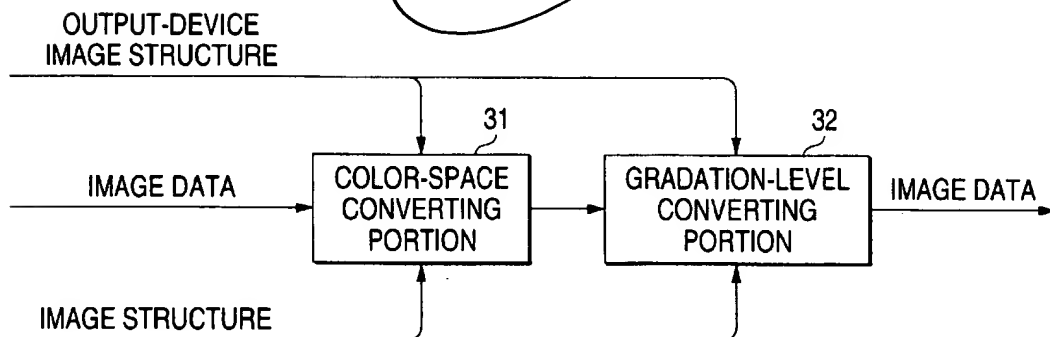 OUTPUT-DEVICE
IMAGE STRUCTURE
31
32
IMAGE DATA
COLOR-SPACE
CONVERTING
PORTION
GRADATION-LEVEL
CONVERTING
PORTION
IMAGE DATA
IMAGE STRUCTURE